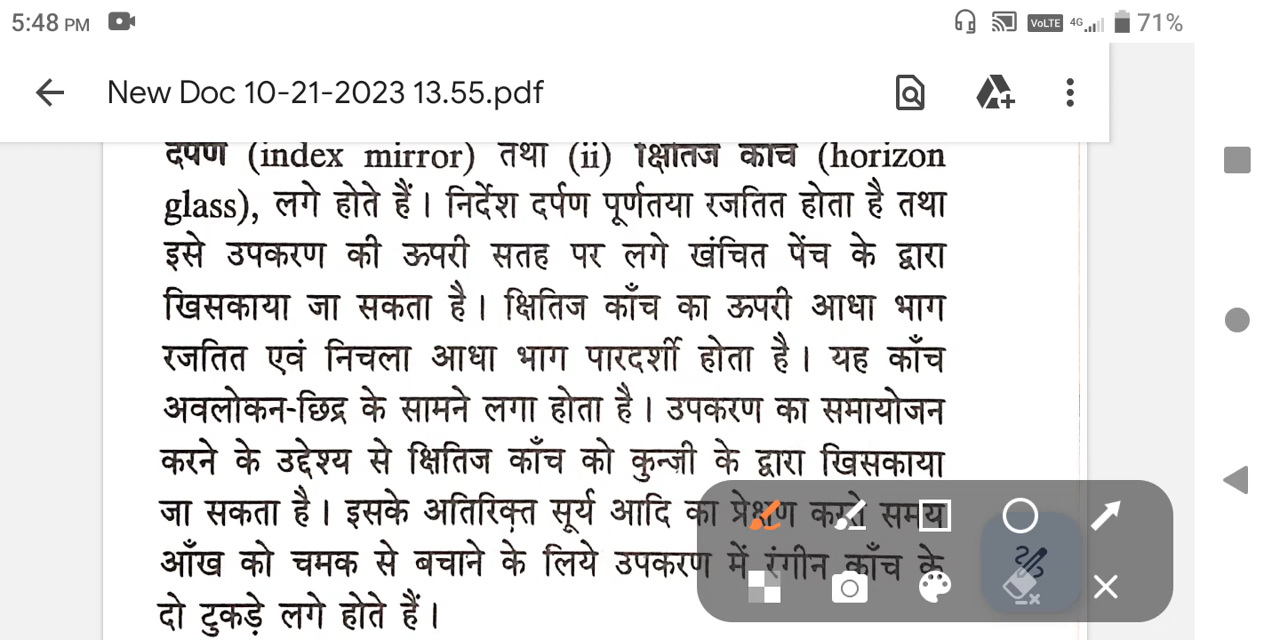 5:48 PM VoLTE 4G 71%
New Doc 10-21-2023 13.55.pdf
दर्पण (index mirror) तथा (ii) क्षितिज काँच (horizon
glass), लगे होते हैं। निर्देश दर्पण पूर्णतया रजतित होता है तथा
इसे उपकरण की ऊपरी सतह पर लगे खंचित पेंच के द्वारा
खिसकाया जा सकता है। क्षितिज काँच का ऊपरी आधा भाग
रजतित एवं निचला आधा भाग पारदर्शी होता है। यह काँच
अवलोकन-छिद्र के सामने लगा होता है। उपकरण का समायोजन
करने के उद्देश्य से क्षितिज काँच को कुन्जी के द्वारा खिसकाया
जा सकता है। इसके अतिरिक्त सूर्य आदि का प्रेक्षण करते समय
आँख को चमक से बचाने के लिये उपकरण में रंगीन काँच के
दो टुकड़े लगे होते हैं।